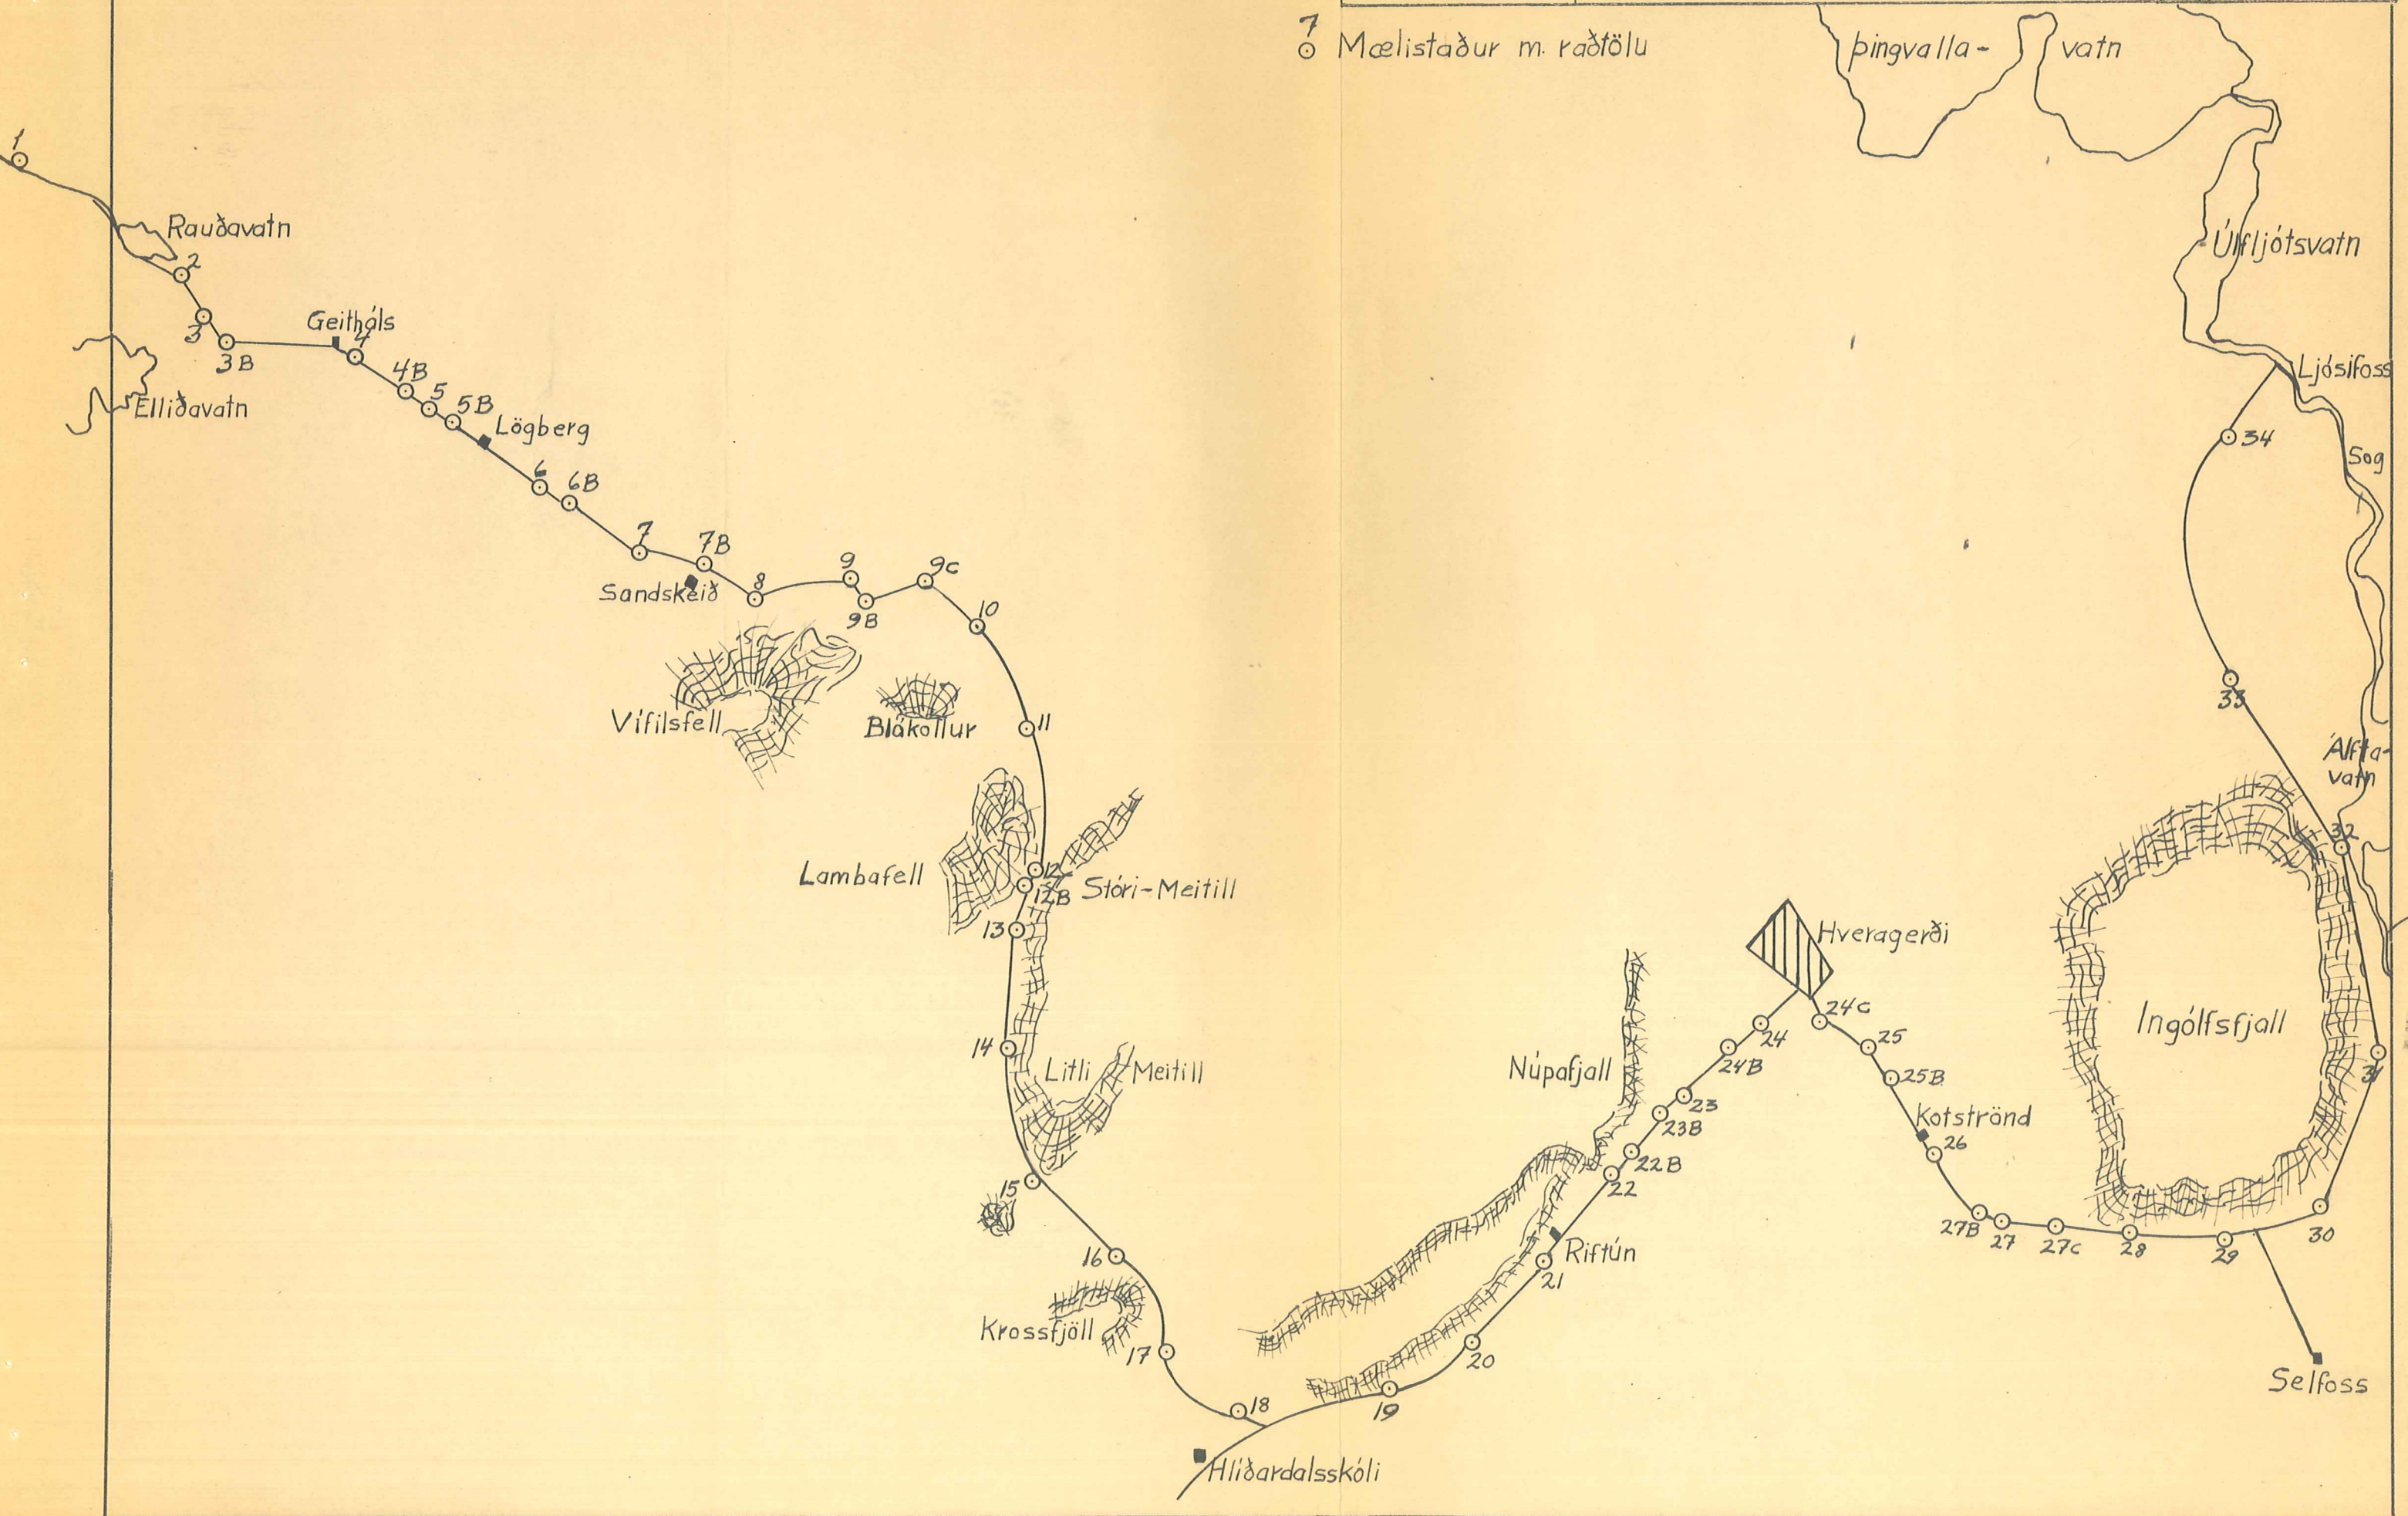 7
Mælistaður m. raðtölu
Þingvalla-
vatn
1
Rauðavatn
2
3
3B
Geitháls
4
Elliðavatn
4B
5
5B
Lögberg
6
6B
7
7B
Sandskeið
8
9
9B
9C
10
11
Vífilsfell
Blákollur
Lambafell
12
12B
Stóri-Meitill
13
14
Litli Meitill
15
16
Krossfjöll
17
18
Hlíðardalsskóli
19
20
21
Riftún
22
22B
23B
23
Núpafjall
24B
24
Hveragerði
24C
25
25B
Kotströnd
26
27B
27
27C
28
29
30
Selfoss
Ingólfsfjall
31
32
Álfta-
vatn
33
34
Sog
Ljósifoss
Úlfljótsvatn